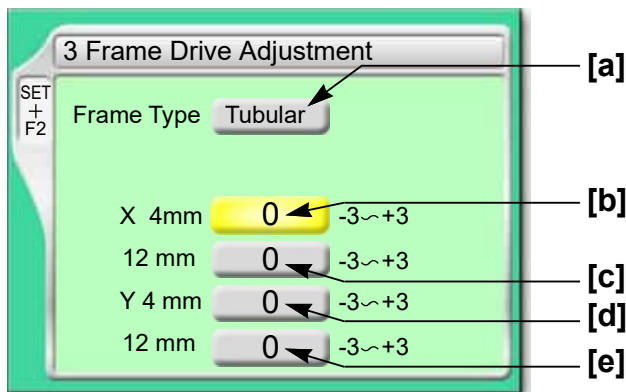 3 Frame Drive Adjustment
[a]
SET
+
F2
Frame Type Tubular
X 4mm 0 -3~+3 [b]
12 mm 0 -3~+3 [c]
Y 4 mm 0 -3~+3 [d]
12 mm 0 -3~+3 [e]